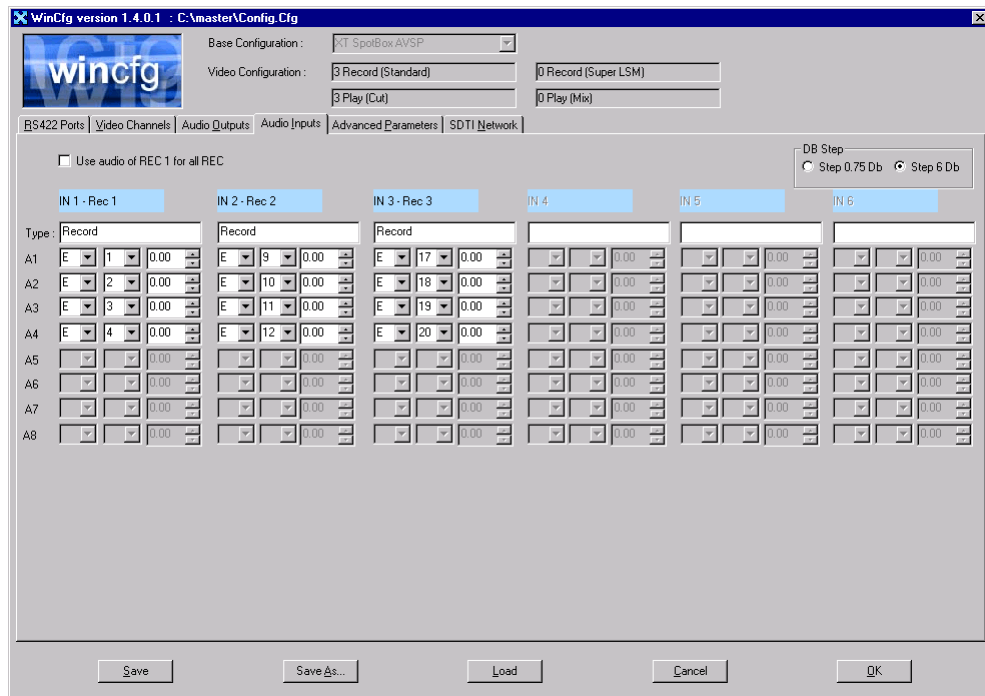 WinCfg version 1.4.0.1 : C:\master\Config.Cfg
wincfg
Base Configuration : XT SpotBox AVSP
Video Configuration : 3 Record (Standard) 0 Record (Super LSM)
3 Play (Cut) 0 Play (Mix)
RS422 Ports Video Channels Audio Outputs Audio Inputs Advanced Parameters SDTI Network
Use audio of REC 1 for all REC
DB Step
Step 0.75 Db Step 6 Db
IN 1 - Rec 1 IN 2 - Rec 2 IN 3 - Rec 3 IN 4 IN 5 IN 6
Type : Record Record Record
A1 E 1 0.00 E 9 0.00 E 17 0.00 0.00 0.00 0.00
A2 E 2 0.00 E 10 0.00 E 18 0.00 0.00 0.00 0.00
A3 E 3 0.00 E 11 0.00 E 19 0.00 0.00 0.00 0.00
A4 E 4 0.00 E 12 0.00 E 20 0.00 0.00 0.00 0.00
A5 0.00 0.00 0.00 0.00 0.00 0.00
A6 0.00 0.00 0.00 0.00 0.00 0.00
A7 0.00 0.00 0.00 0.00 0.00 0.00
A8 0.00 0.00 0.00 0.00 0.00 0.00
Save Save As... Load Cancel OK